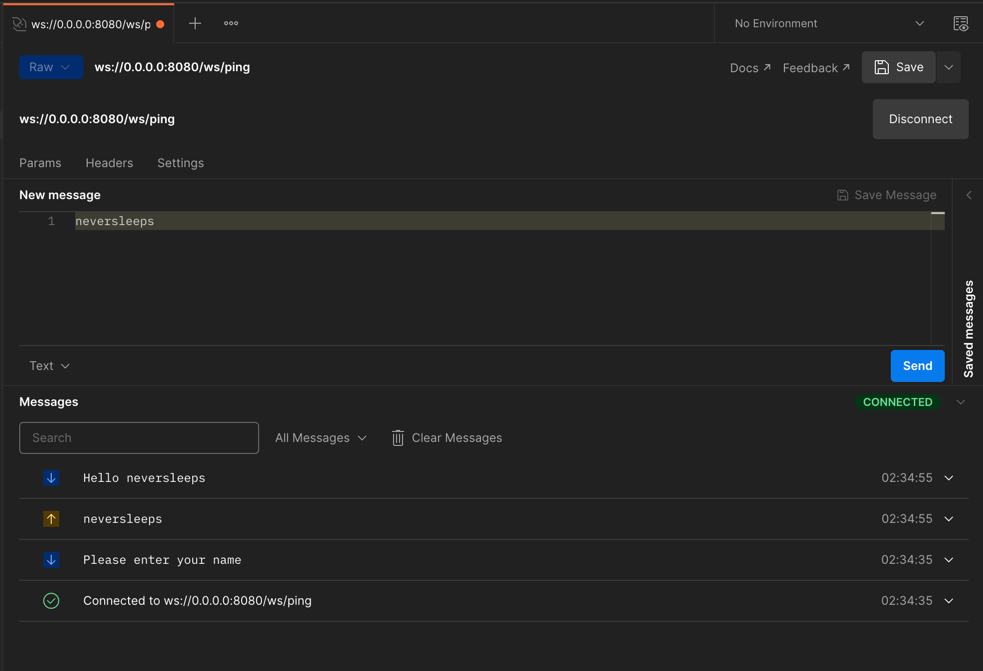 ws://0.0.0.0:8080/ws/p
No Environment
Raw
ws://0.0.0.0:8080/ws/ping
Docs ↗
Feedback ↗
Save
ws://0.0.0.0:8080/ws/ping
Disconnect
Params
Headers
Settings
New message
Save Message
1 neversleeps
Saved messages
Text
Send
Messages
CONNECTED
Search
All Messages
Clear Messages
Hello neversleeps 02:34:55
neversleeps 02:34:55
Please enter your name 02:34:35
Connected to ws://0.0.0.0:8080/ws/ping 02:34:35